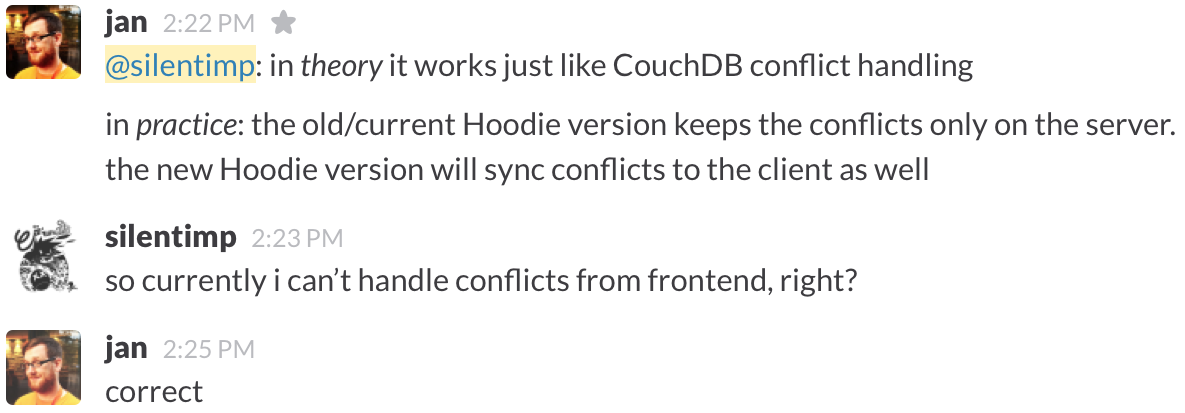 jan 2:22 PM
@silentimp: in theory it works just like CouchDB conflict handling
in practice: the old/current Hoodie version keeps the conflicts only on the server.
the new Hoodie version will sync conflicts to the client as well
silentimp 2:23 PM
so currently i can’t handle conflicts from frontend, right?
jan 2:25 PM
correct